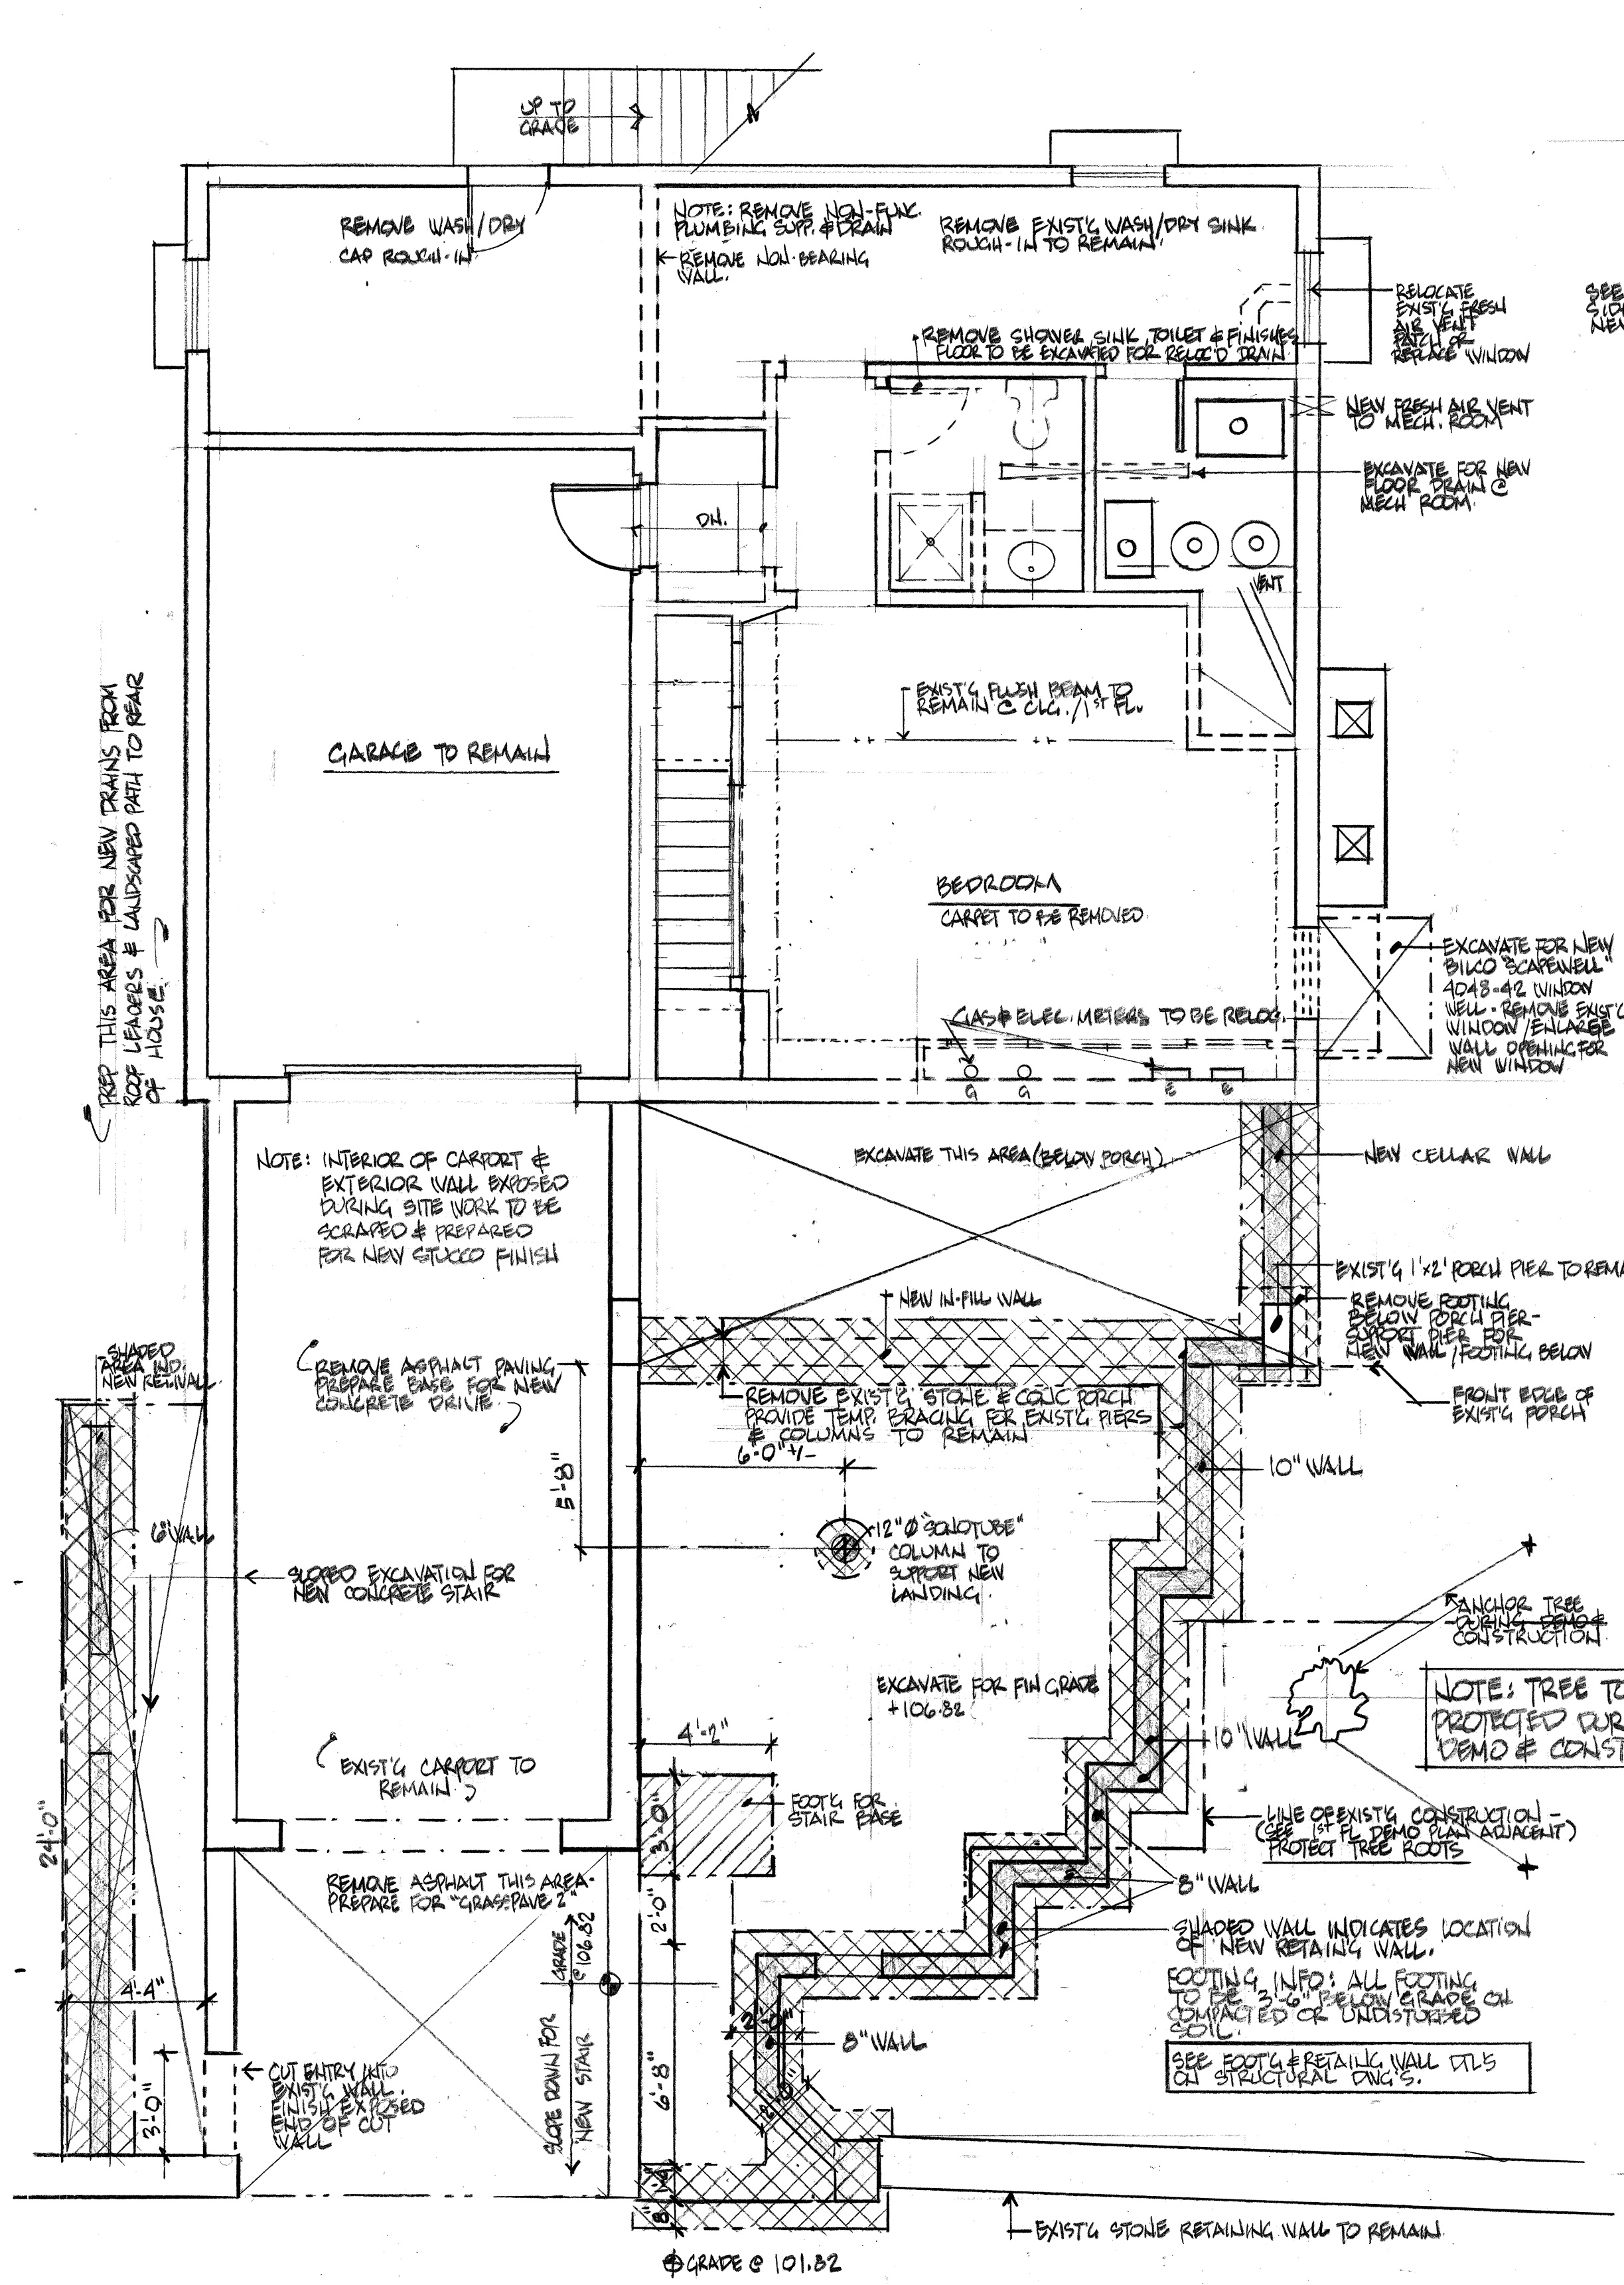 UP TO
GRADE
REMOVE WASH/DRY
CAP ROUGH-IN
NOTE: REMOVE NON-FUNC.
PLUMBING SUPP. & DRAIN
REMOVE NON-BEARING
WALL.
REMOVE EXIST'G WASH/DRY SINK
ROUGH-IN TO REMAIN
RELOCATE
EXIST'G FRESH
AIR VENT
PATCH OR
REPLACE WINDOW
SEE
NEW
REMOVE SHOWER, SINK, TOILET & FINISHES
FLOOR TO BE EXCAVATED FOR RELOC'D DRAIN
NEW FRESH AIR VENT
TO MECH. ROOM
EXCAVATE FOR NEW
FLOOR DRAIN @
MECH ROOM.
DN.
VENT
EXIST'G FLUSH BEAM TO
REMAIN @ CLG./1ST FL.
GARAGE TO REMAIN
PREP THIS AREA FOR NEW DRAINS FROM
ROOF LEADERS & LANDSCAPED PATH TO REAR
OF
HOUSE.
BEDROOM
CARPET TO BE REMOVED
EXCAVATE FOR NEW
BILCO "SCAPEWELL"
4048-42 WINDOW
WELL - REMOVE EXIST'G
WINDOW/ENLARGE
WALL OPENING FOR
NEW WINDOW
GAS & ELEC. METERS TO BE RELOC.
G
G
E
E
NOTE: INTERIOR OF CARPORT &
EXTERIOR WALL EXPOSED
DURING SITE WORK TO BE
SCRAPED & PREPARED
FOR NEW STUCCO FINISH
EXCAVATE THIS AREA (BELOW PORCH)
NEW CELLAR WALL
EXIST'G 1'x2' PORCH PIER TO REMA
REMOVE FOOTING
BELOW PORCH PIER-
SUPPORT PIER FOR
NEW WALL/FOOTING BELOW
NEW IN-FILL WALL
SHADED
AREA IND.
NEW RET. WALL
REMOVE ASPHALT PAVING
PREPARE BASE FOR NEW
CONCRETE DRIVE
REMOVE EXIST'G STONE & CONC PORCH
PROVIDE TEMP. BRACING FOR EXIST'G PIERS
& COLUMNS TO REMAIN
FRONT EDGE OF
EXIST'G PORCH
6'-0" +/-
5'-8"
10" WALL
6" WALL
12" Ø "SONOTUBE"
COLUMN TO
SUPPORT NEW
LANDING.
SLOPED EXCAVATION FOR
NEW CONCRETE STAIR
ANCHOR TREE
DURING DEMO &
CONSTRUCTION
EXCAVATE FOR FIN GRADE
+106.82
NOTE: TREE TO
PROTECTED DUR
DEMO & CONST
4'-2"
10" WALL
EXIST'G CARPORT TO
REMAIN
FOOT'G FOR
STAIR BASE
3'-0"
LINE OF EXIST'G CONSTRUCTION -
(SEE 1ST FL. DEMO PLAN ADJACENT)
PROTECT TREE ROOTS
24'-0"
REMOVE ASPHALT THIS AREA-
PREPARE FOR "GRASSPAVE 2"
8" WALL
2'-0"
GRADE
@ 106.82
SHADED WALL INDICATES LOCATION
OF NEW RETAIN'G WALL.
FOOTING INFO: ALL FOOTING
TO BE 3'-6" BELOW GRADE ON
COMPACTED OR UNDISTURBED
SOIL.
4'-4"
2'-0"
8" WALL
SEE FOOT'G & RETAIN'G WALL DTLS
ON STRUCTURAL DWG'S.
CUT ENTRY INTO
EXIST'G WALL.
FINISH EXPOSED
END OF CUT
WALL
3'-0"
SLOPE DOWN FOR
NEW STAIR
6'-8"
2'-0"
8"
EXIST'G STONE RETAINING WALL TO REMAIN
GRADE @ 101.82